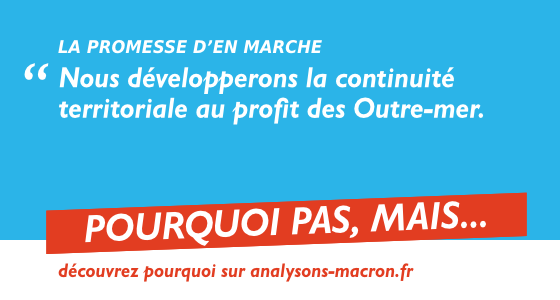 LA PROMESSE D'EN MARCHE
“ Nous développerons la continuité
territoriale au profit des Outre-mer.
POURQUOI PAS, MAIS...
découvrez pourquoi sur analysons-macron.fr